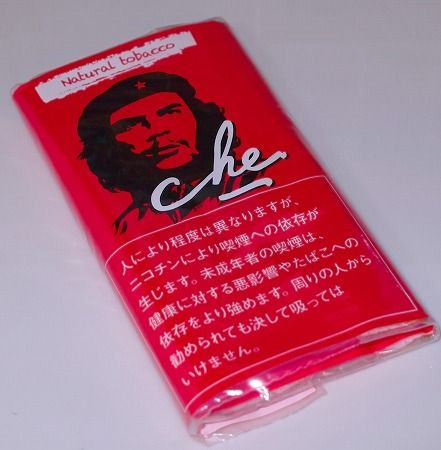 Natural tobacco
che
人により程度は異なりますが、
ニコチンにより喫煙への依存が
生じます。未成年者の喫煙は、
健康に対する悪影響やたばこへの
依存をより強めます。周りの人から
勧められても決して吸っては
いけません。